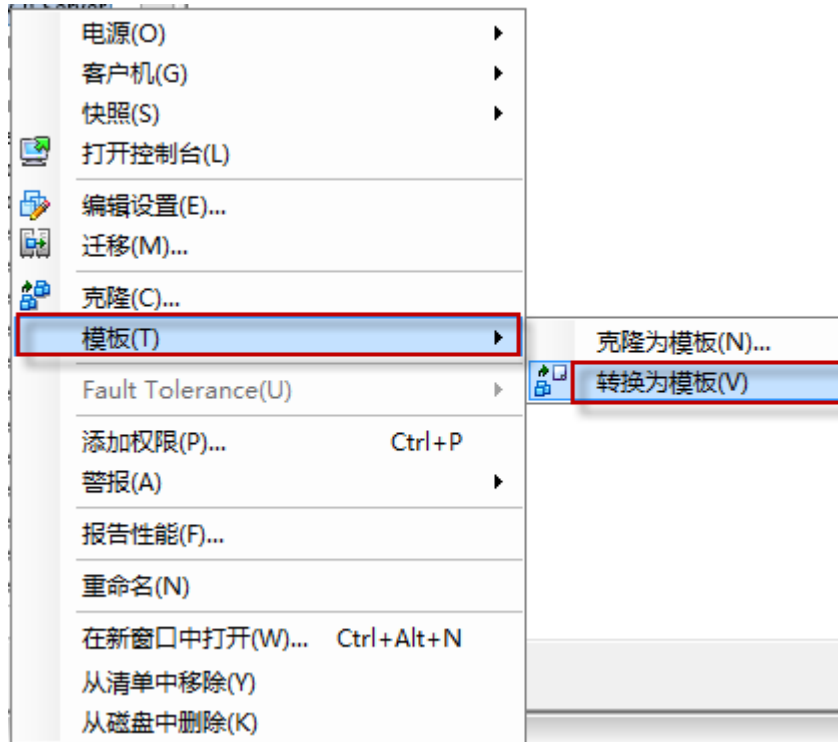 电源(O)
客户机(G)
快照(S)
打开控制台(L)
编辑设置(E)...
迁移(M)...
克隆(C)...
模板(T)
克隆为模板(N)...
转换为模板(V)
Fault Tolerance(U)
添加权限(P)... Ctrl+P
警报(A)
报告性能(F)...
重命名(N)
在新窗口中打开(W)... Ctrl+Alt+N
从清单中移除(Y)
从磁盘中删除(K)